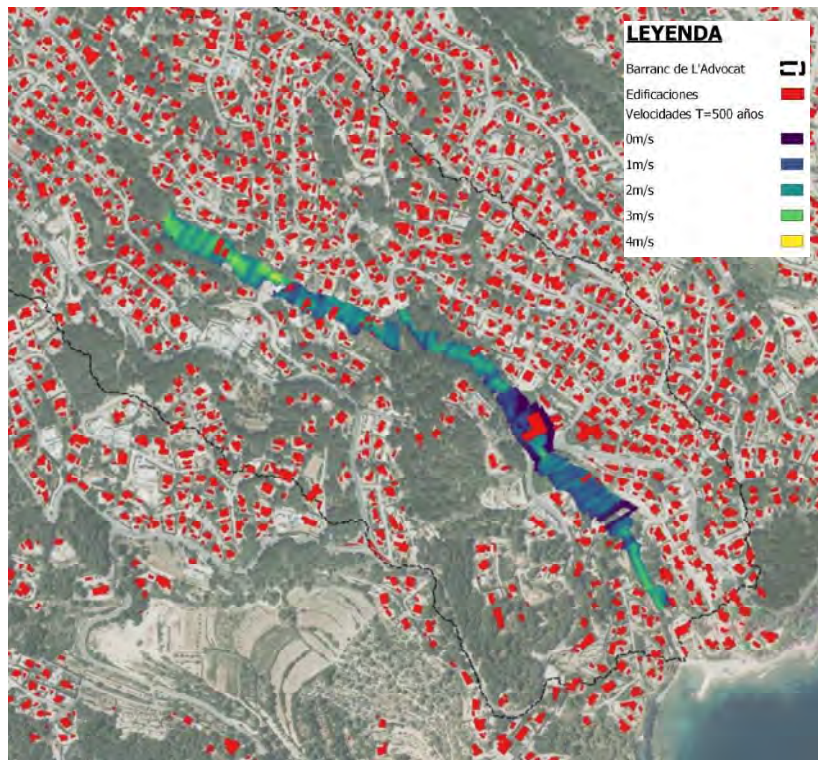 LEYENDA
Barranc de L'Advocat
Edificaciones
Velocidades T=500 años
0m/s
1m/s
2m/s
3m/s
4m/s